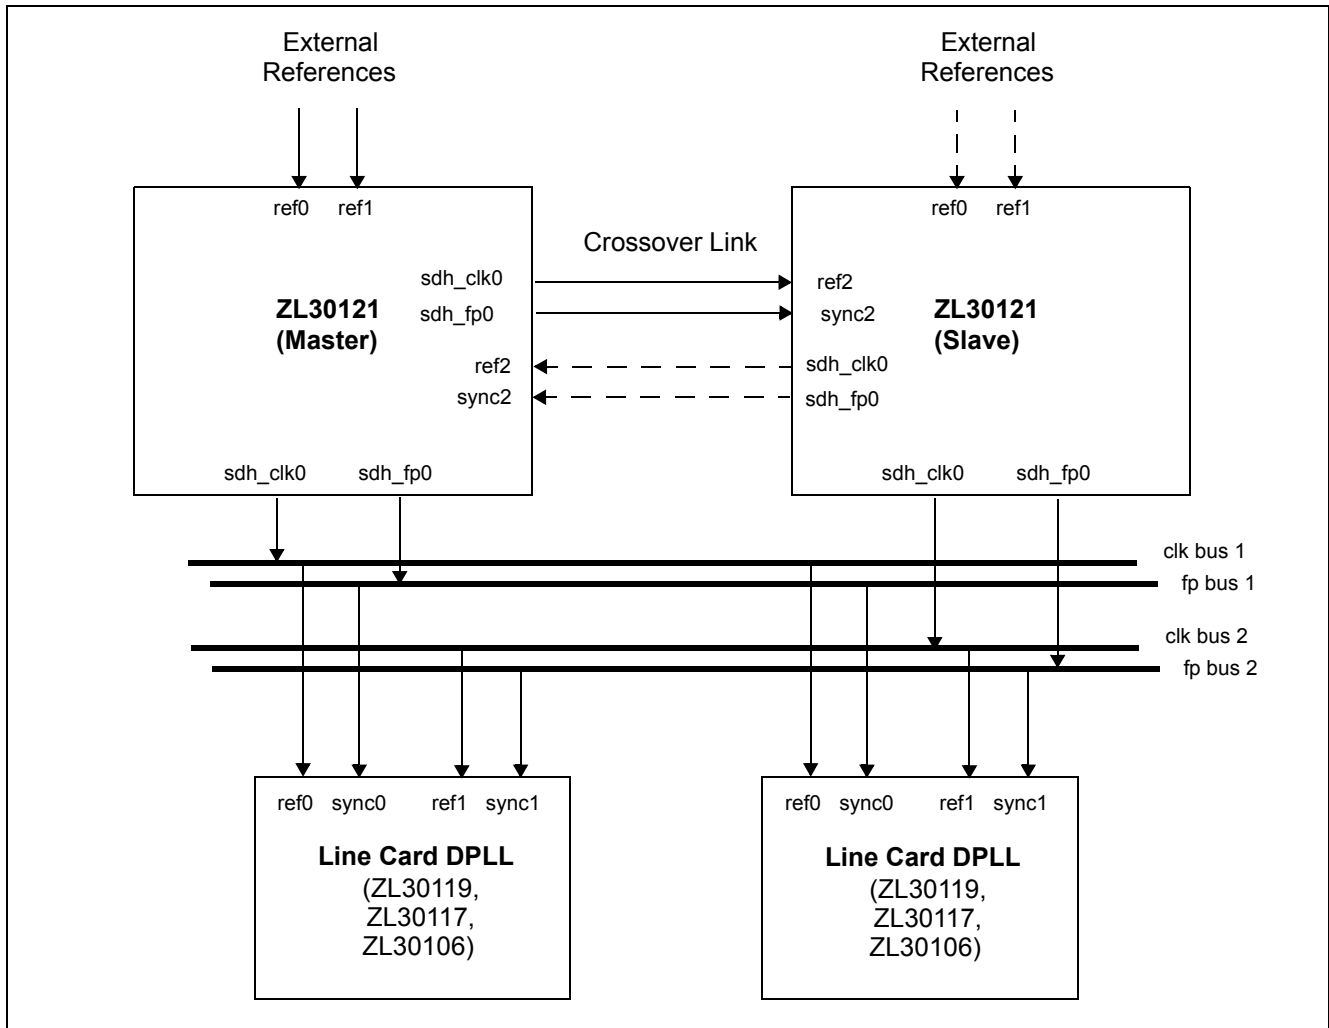 External
References
External
References
ref0 ref1
ref0 ref1
Crossover Link
sdh_clk0
ref2
ZL30121
(Master)
sdh_fp0
sync2
ZL30121
(Slave)
ref2
sdh_clk0
sync2
sdh_fp0
sdh_clk0 sdh_fp0
sdh_clk0 sdh_fp0
clk bus 1
fp bus 1
clk bus 2
fp bus 2
ref0 sync0 ref1 sync1
Line Card DPLL
(ZL30119,
ZL30117,
ZL30106)
ref0 sync0 ref1 sync1
Line Card DPLL
(ZL30119,
ZL30117,
ZL30106)